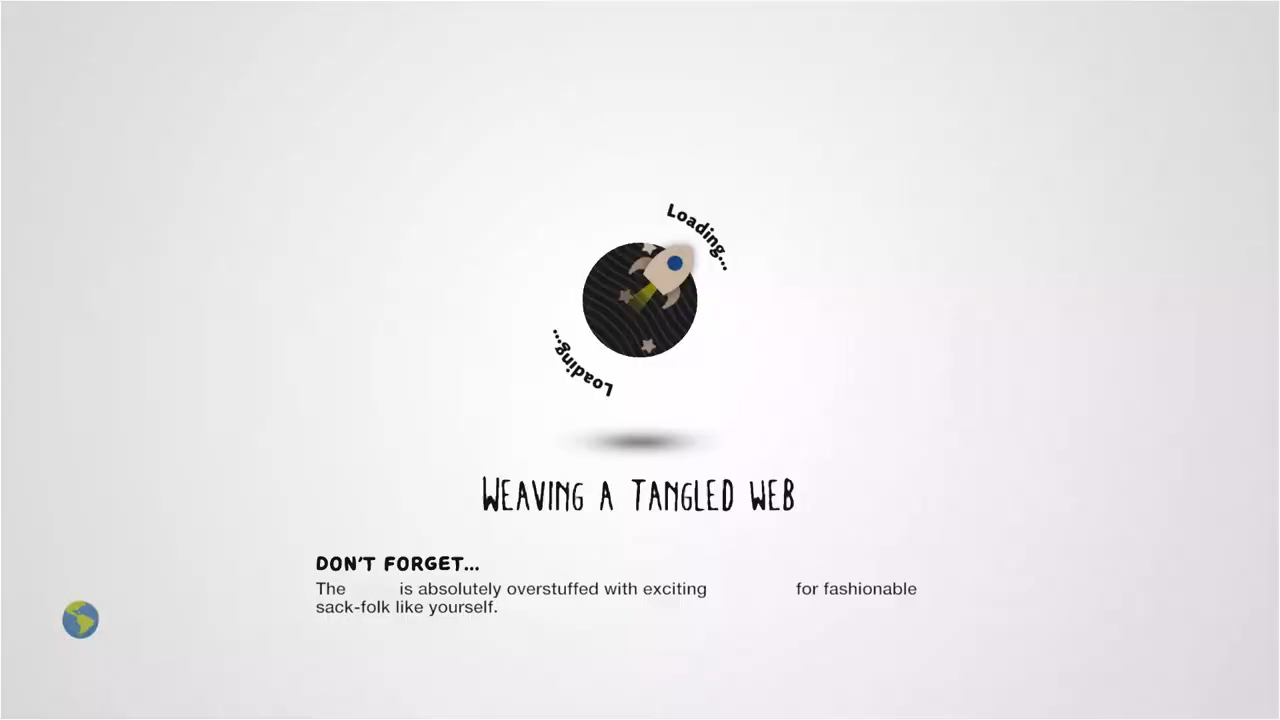 Loading...
Loading...
WEAVING A TANGLED WEB
DON'T FORGET...
The is absolutely overstuffed with exciting for fashionable
sack-folk like yourself.